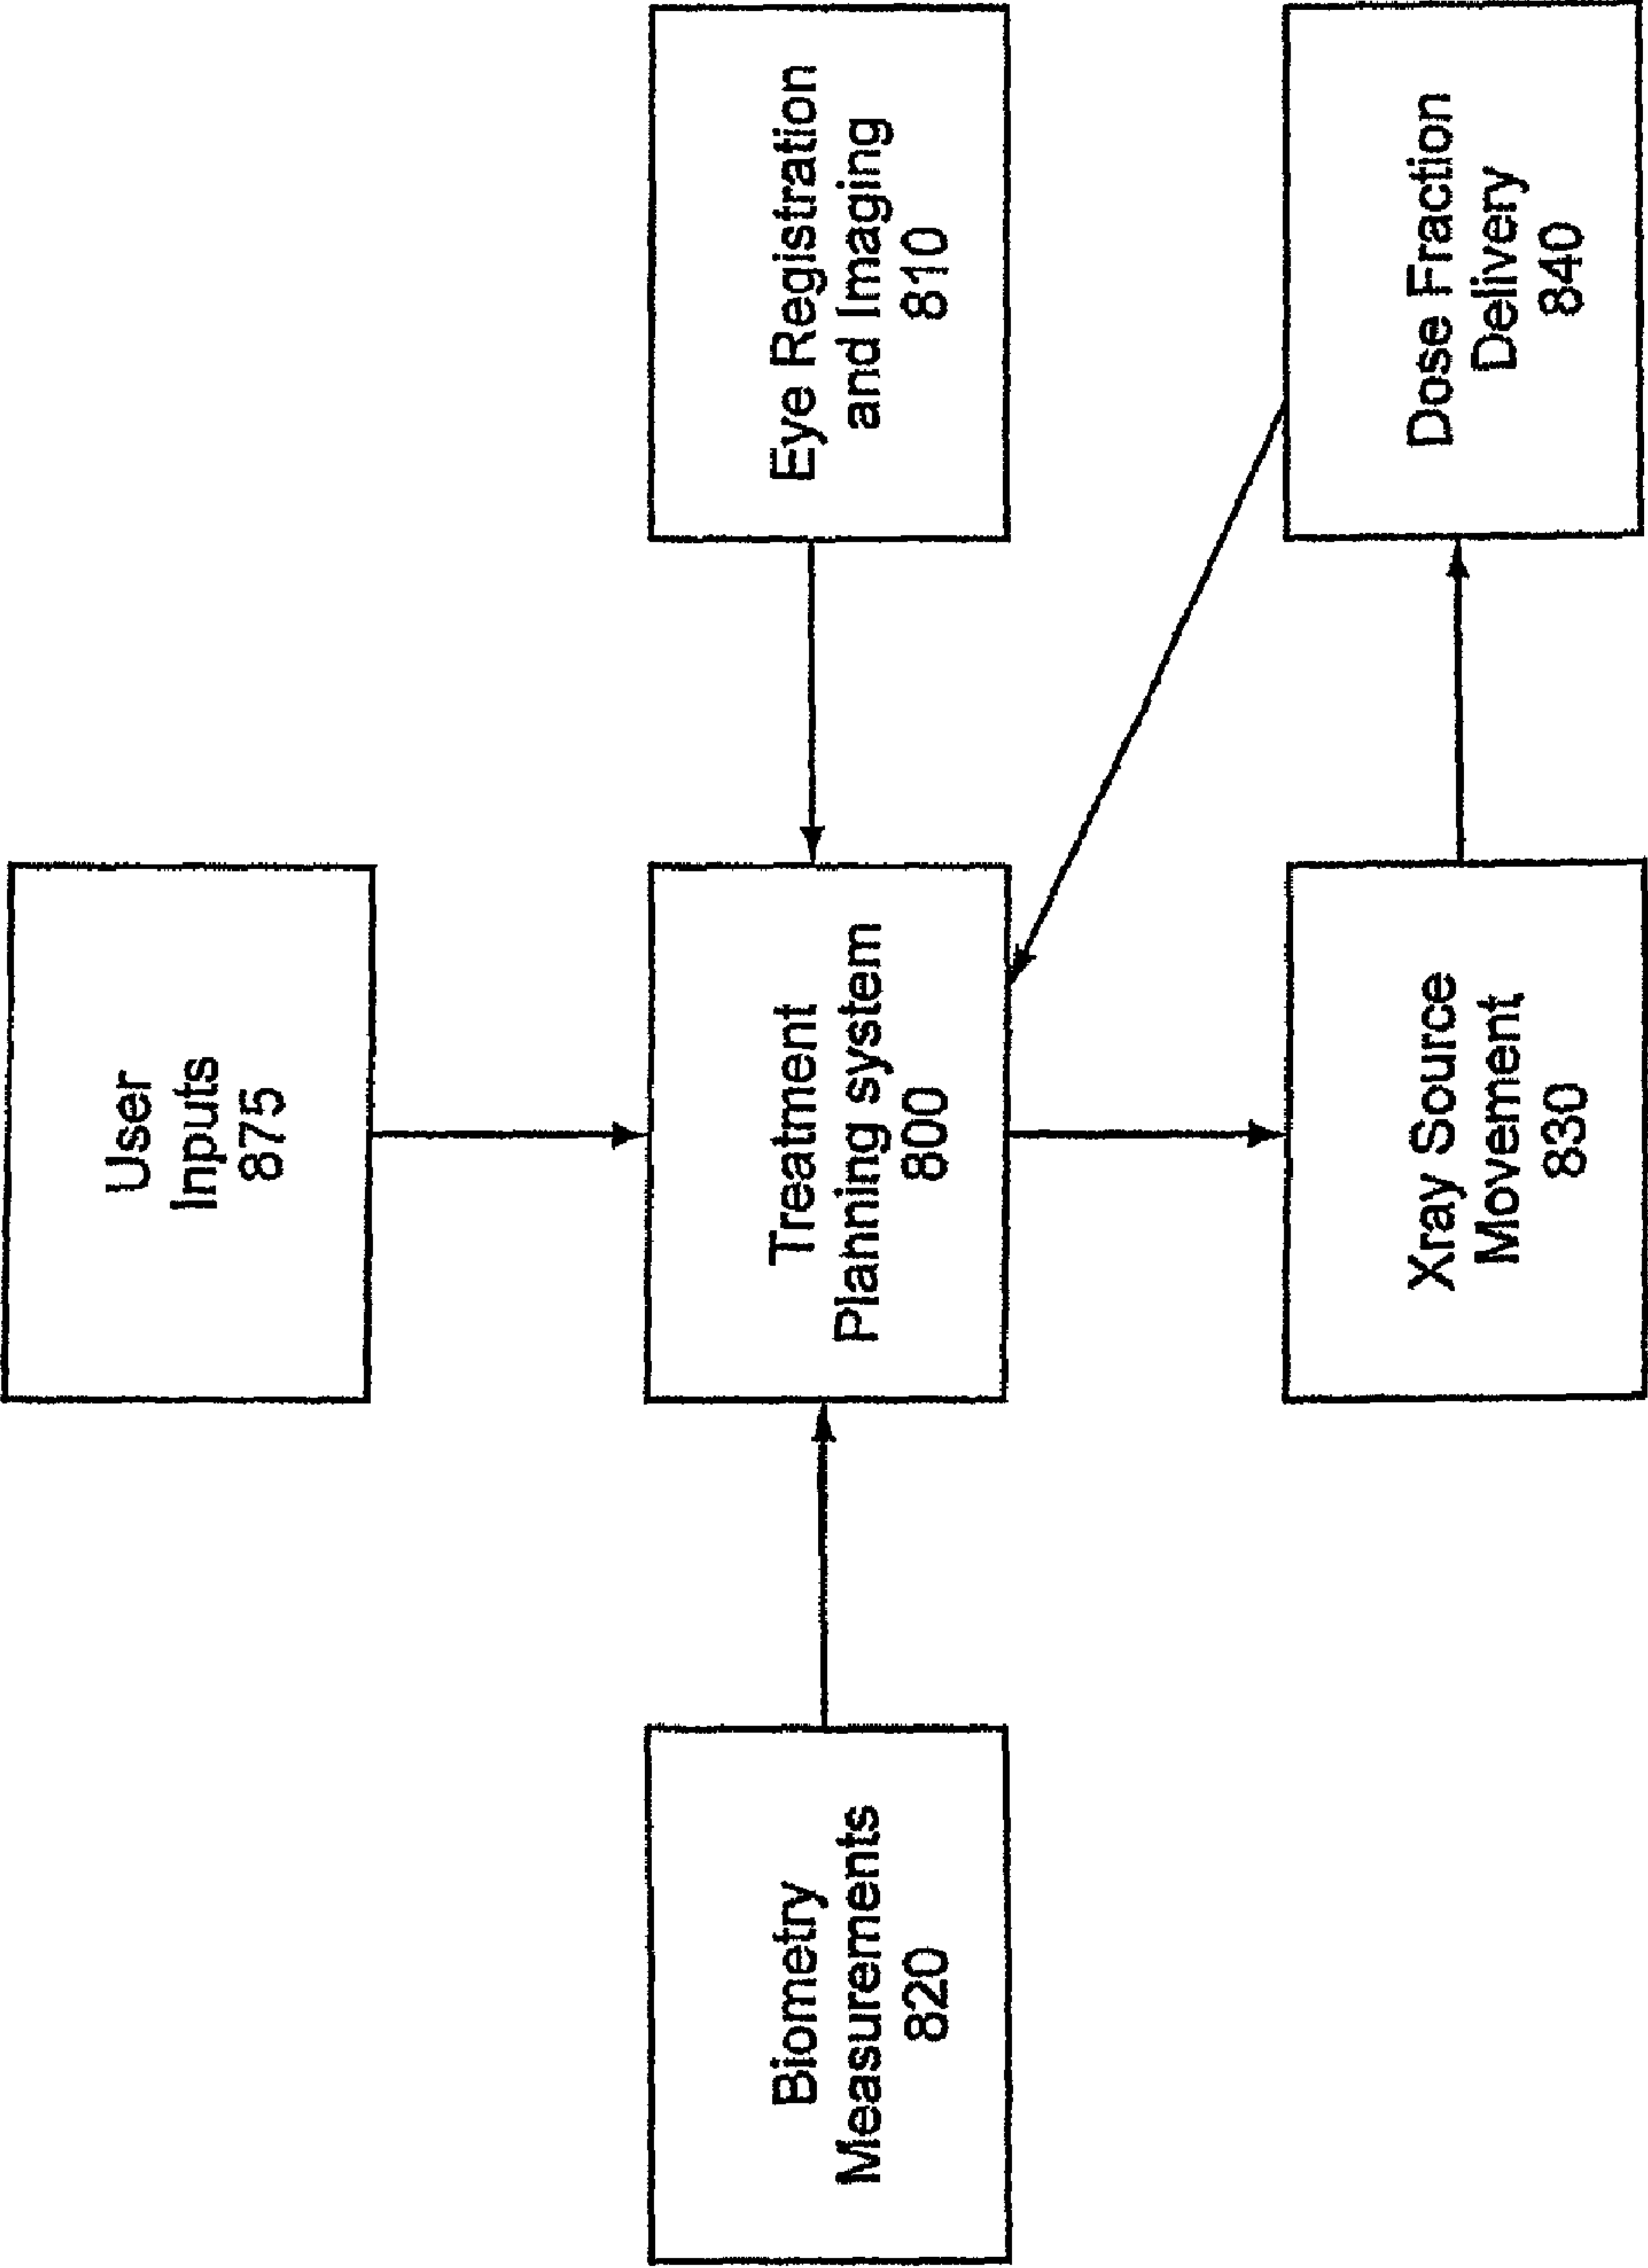 User
Inputs
875
Biometry
Measurements
820
Treatment
Planning system
800
Eye Registration
and Imaging
810
Xray Source
Movement
830
Dose Fraction
Delivery
840